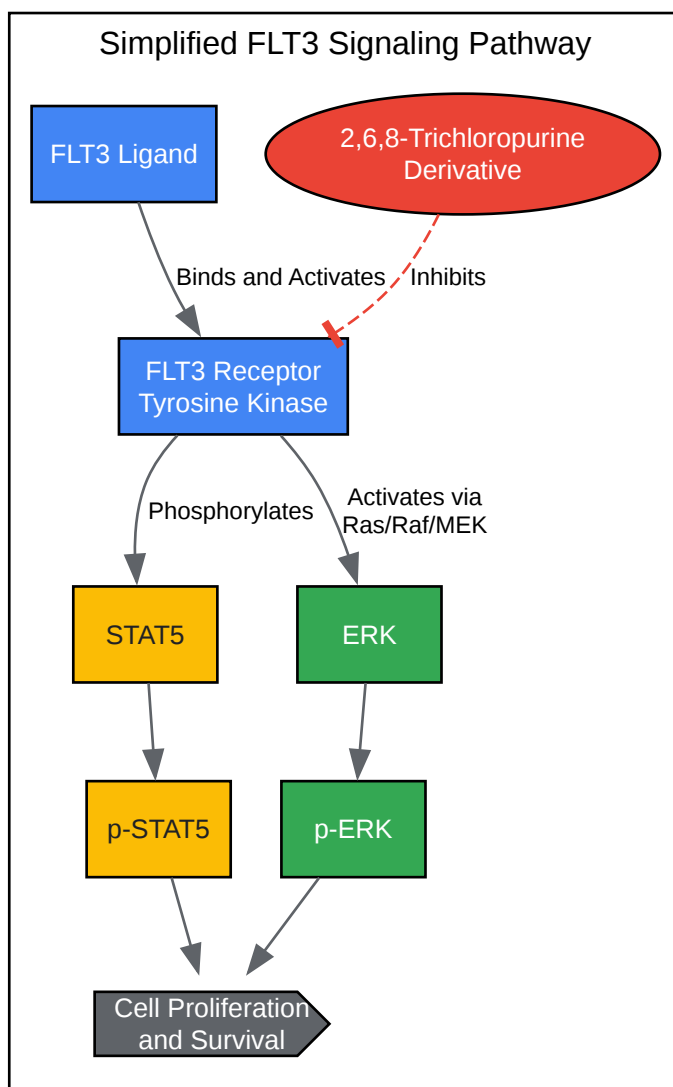 Simplified FLT3 Signaling Pathway
FLT3 Ligand
2,6,8-Trichloropurine
Derivative
Binds and Activates
Inhibits
FLT3 Receptor
Tyrosine Kinase
Phosphorylates
Activates via
Ras/Raf/MEK
STAT5
ERK
p-STAT5
p-ERK
Cell Proliferation
and Survival